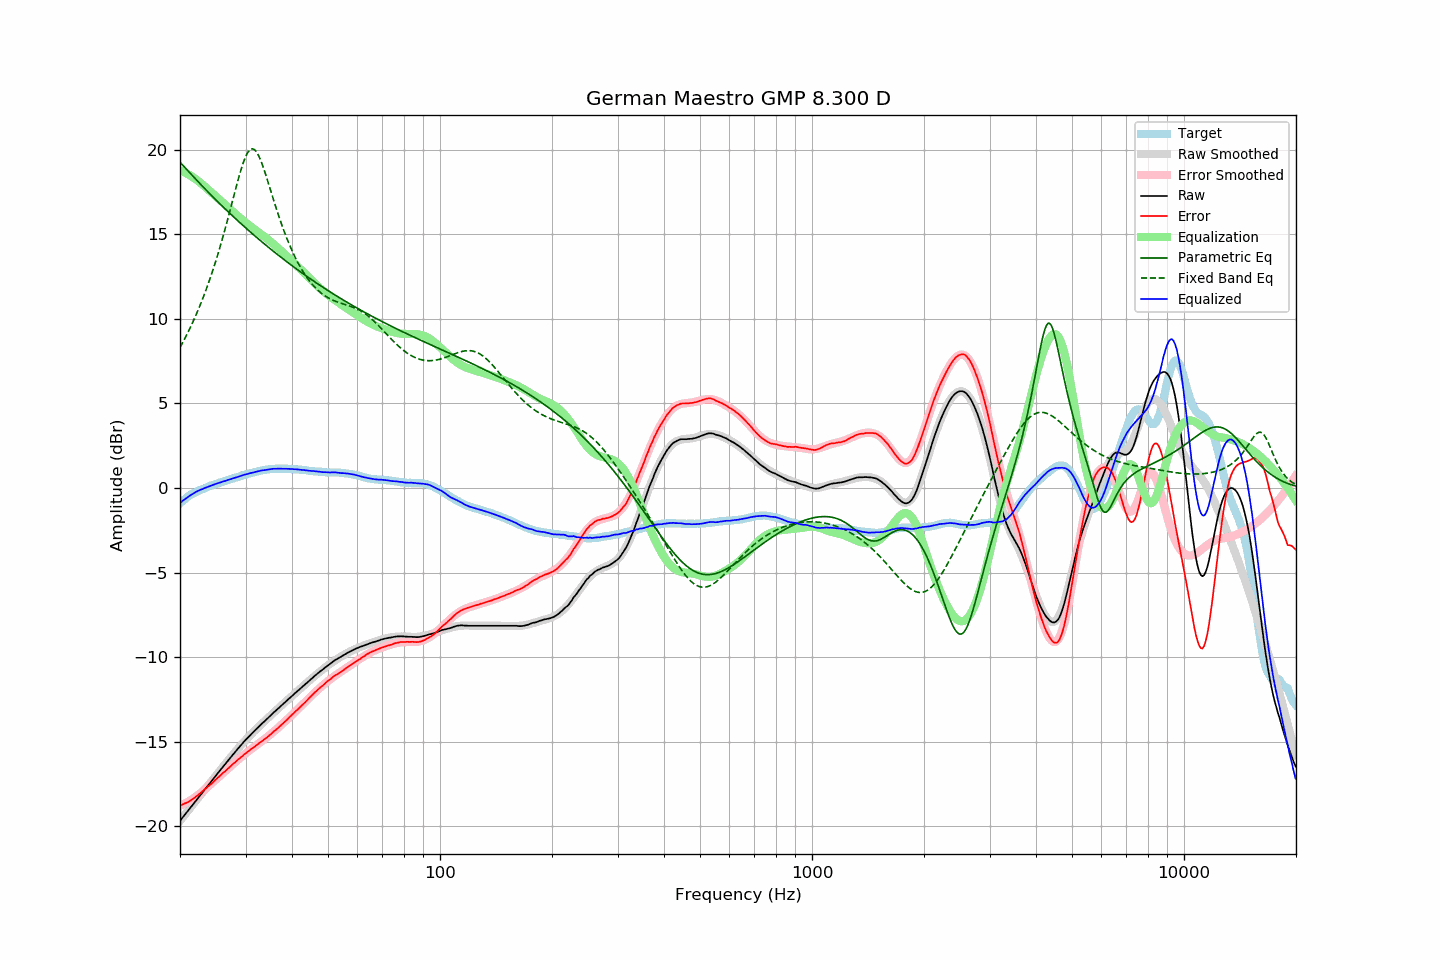 German Maestro GMP 8.300 D
Target
Raw Smoothed
Error Smoothed
Raw
Error
Equalization
Parametric Eq
Fixed Band Eq
Equalized
20
15
10
5
0
−5
−10
−15
−20
Amplitude (dBr)
100
1000
10000
Frequency (Hz)